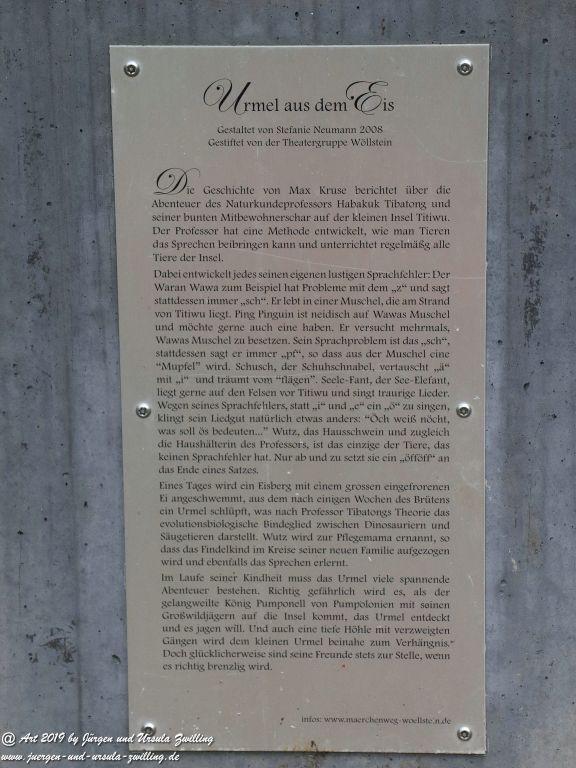 Urmel aus dem Eis
Gestaltet von Stefanie Neumann 2008
Gestiftet von der Theatergruppe Wöllstein
Die Geschichte von Max Kruse berichtet über die
Abenteuer des Naturkundeprofessors Habakuk Tibatong und
seiner bunten Mitbewohnerschar auf der kleinen Insel Titiwu.
Der Professor hat eine Methode entwickelt, wie man Tieren
das Sprechen beibringen kann und unterrichtet regelmäßg alle
Tiere der Insel.
Dabei entwickelt jedes seinen eigenen lustigen Sprachfehler: Der
Waran Wawa zum Beispiel hat Probleme mit dem „z“ und sagt
stattdessen immer „sch“. Er lebt in einer Muschel, die am Strand
von Titiwu liegt. Ping Pinguin ist neidisch auf Wawas Muschel
und möchte gerne auch eine haben. Er versucht mehrmals,
Wawas Muschel zu besetzen. Sein Sprachproblem ist das „sch“,
stattdessen sagt er immer „pf“, so dass aus der Muschel eine
“Mupfel” wird. Schusch, der Schuhschnabel, vertauscht „ä“
mit „i“ und träumt vom “flägen”. Seele-Fant, der See-Elefant,
liegt gerne auf den Felsen vor Titiwu und singt traurige Lieder.
Wegen seines Sprachfehlers, statt „i“ und „e“ ein „ö“ zu singen,
klingt sein Liedgut natürlich etwas anders: “Öch weiß nöcht,
was soll ös bedeuten...” Wutz, das Hausschwein und zugleich
die Haushälterin des Professors, ist das einzige der Tiere, das
keinen Sprachfehler hat. Nur ab und zu setzt sie ein „öfföff“ an
das Ende eines Satzes.
Eines Tages wird ein Eisberg mit einem grossen eingefrorenen
Ei angeschwemmt, aus dem nach einigen Wochen des Brütens
ein Urmel schlüpft, was nach Professor Tibatongs Theorie das
evolutionsbiologische Bindeglied zwischen Dinosauriern und
Säugetieren darstellt. Wutz wird zur Pflegemama ernannt, so
dass das Findelkind im Kreise seiner neuen Familie aufgezogen
wird und ebenfalls das Sprechen erlernt.
Im Laufe seiner Kindheit muss das Urmel viele spannende
Abenteuer bestehen. Richtig gefährlich wird es, als der
gelangweilte König Pumponell von Pumpolonien mit seinen
Großwildjägern auf die Insel kommt, das Urmel entdeckt
und es jagen will. Und auch eine tiefe Höhle mit verzweigten
Gängen wird dem kleinen Urmel beinahe zum Verhängnis.
Doch glücklicherweise sind seine Freunde stets zur Stelle, wenn
es richtig brenzlig wird.
infos: www.maerchenweg-woellstein.de
@ Art 2019 by Jürgen und Ursula Zwilling
www.juergen-und-ursula-zwilling.de